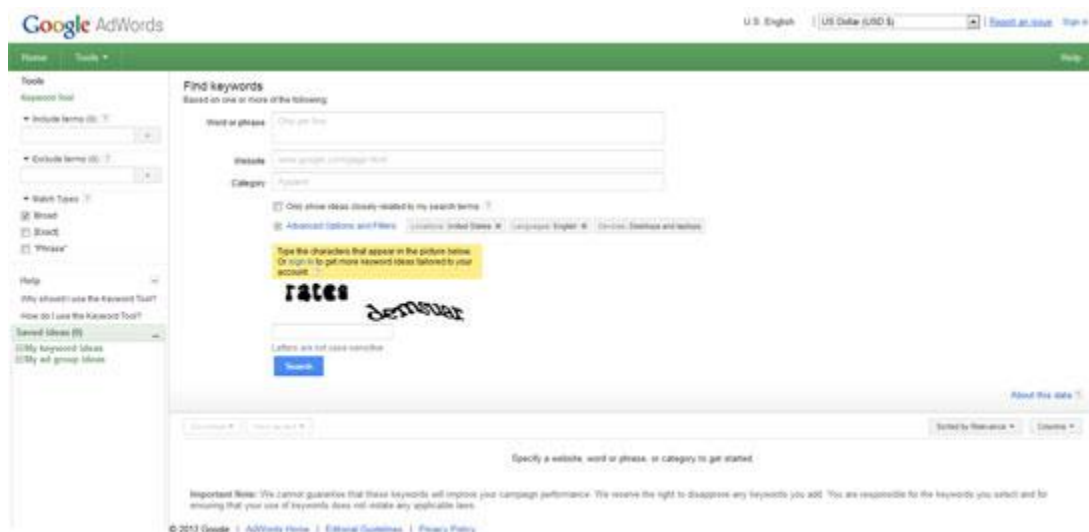 Google AdWords
U.S. English | US Dollar (USD $) | Report an issue Sign in
Home Tools Help
Tools
Keyword Tool
Include terms (0) ?
Exclude terms (0) ?
Match Types ?
Broad
[Exact]
"Phrase"
Help
Why should I use the Keyword Tool?
How do I use the Keyword Tool?
Saved ideas (0)
My keyword ideas
My ad group ideas
Find keywords
Based on one or more of the following:
Word or phrase One per line
Website www.google.com/page.html
Category Apparel
Only show ideas closely related to my search terms ?
Advanced Options and Filters Locations: United States × Languages: English × Devices: Desktops and laptops
Type the characters that appear in the picture below.
Or sign in to get more keyword ideas tailored to your
account. ?
rates
Letters are not case sensitive
Search
About this data ?
Sorted by Relevance Columns
Specify a website, word or phrase, or category to get started.
Important Note: We cannot guarantee that these keywords will improve your campaign performance. We reserve the right to disapprove any keywords you add. You are responsible for the keywords you select and for
ensuring that your use of keywords does not violate any applicable laws.
Google | AdWords Home | Editorial Guidelines | Privacy Policy